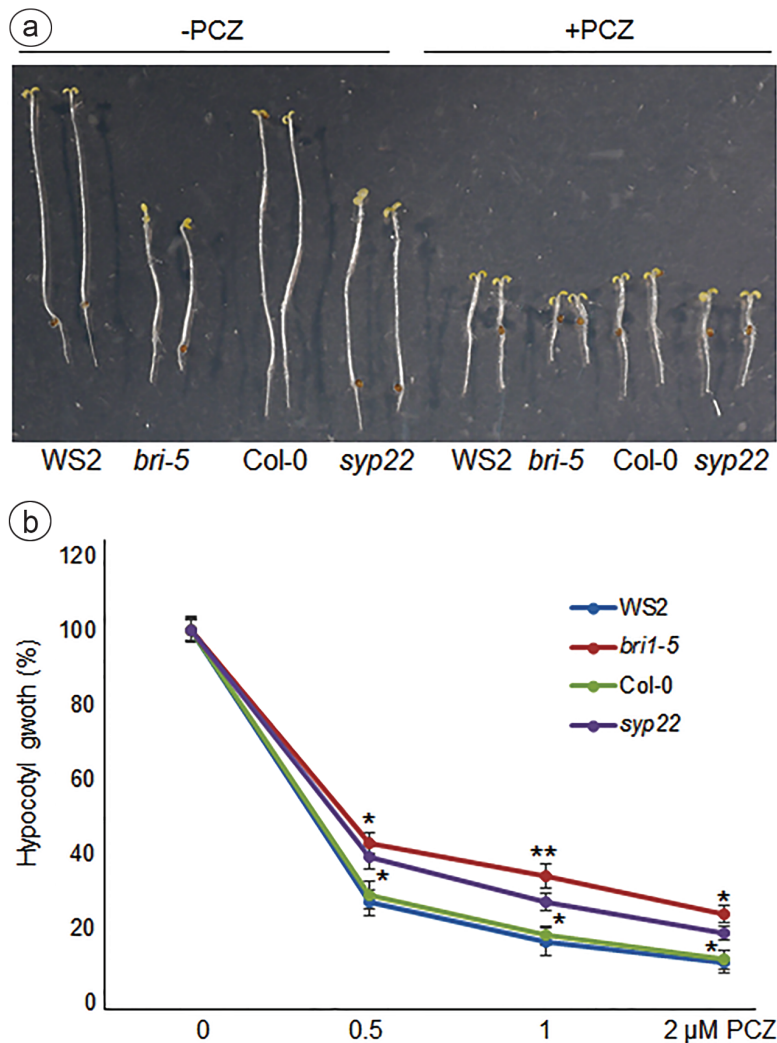 a
-PCZ +PCZ
WS2 bri-5 Col-0 syp22 WS2 bri-5 Col-0 syp22
b
120
100
80
60
40
20
0
Hypocotyl gwoth (%)
WS2
bri1-5
Col-0
syp22
*
*
**
*
*
*
0 0.5 1 2 µM PCZ